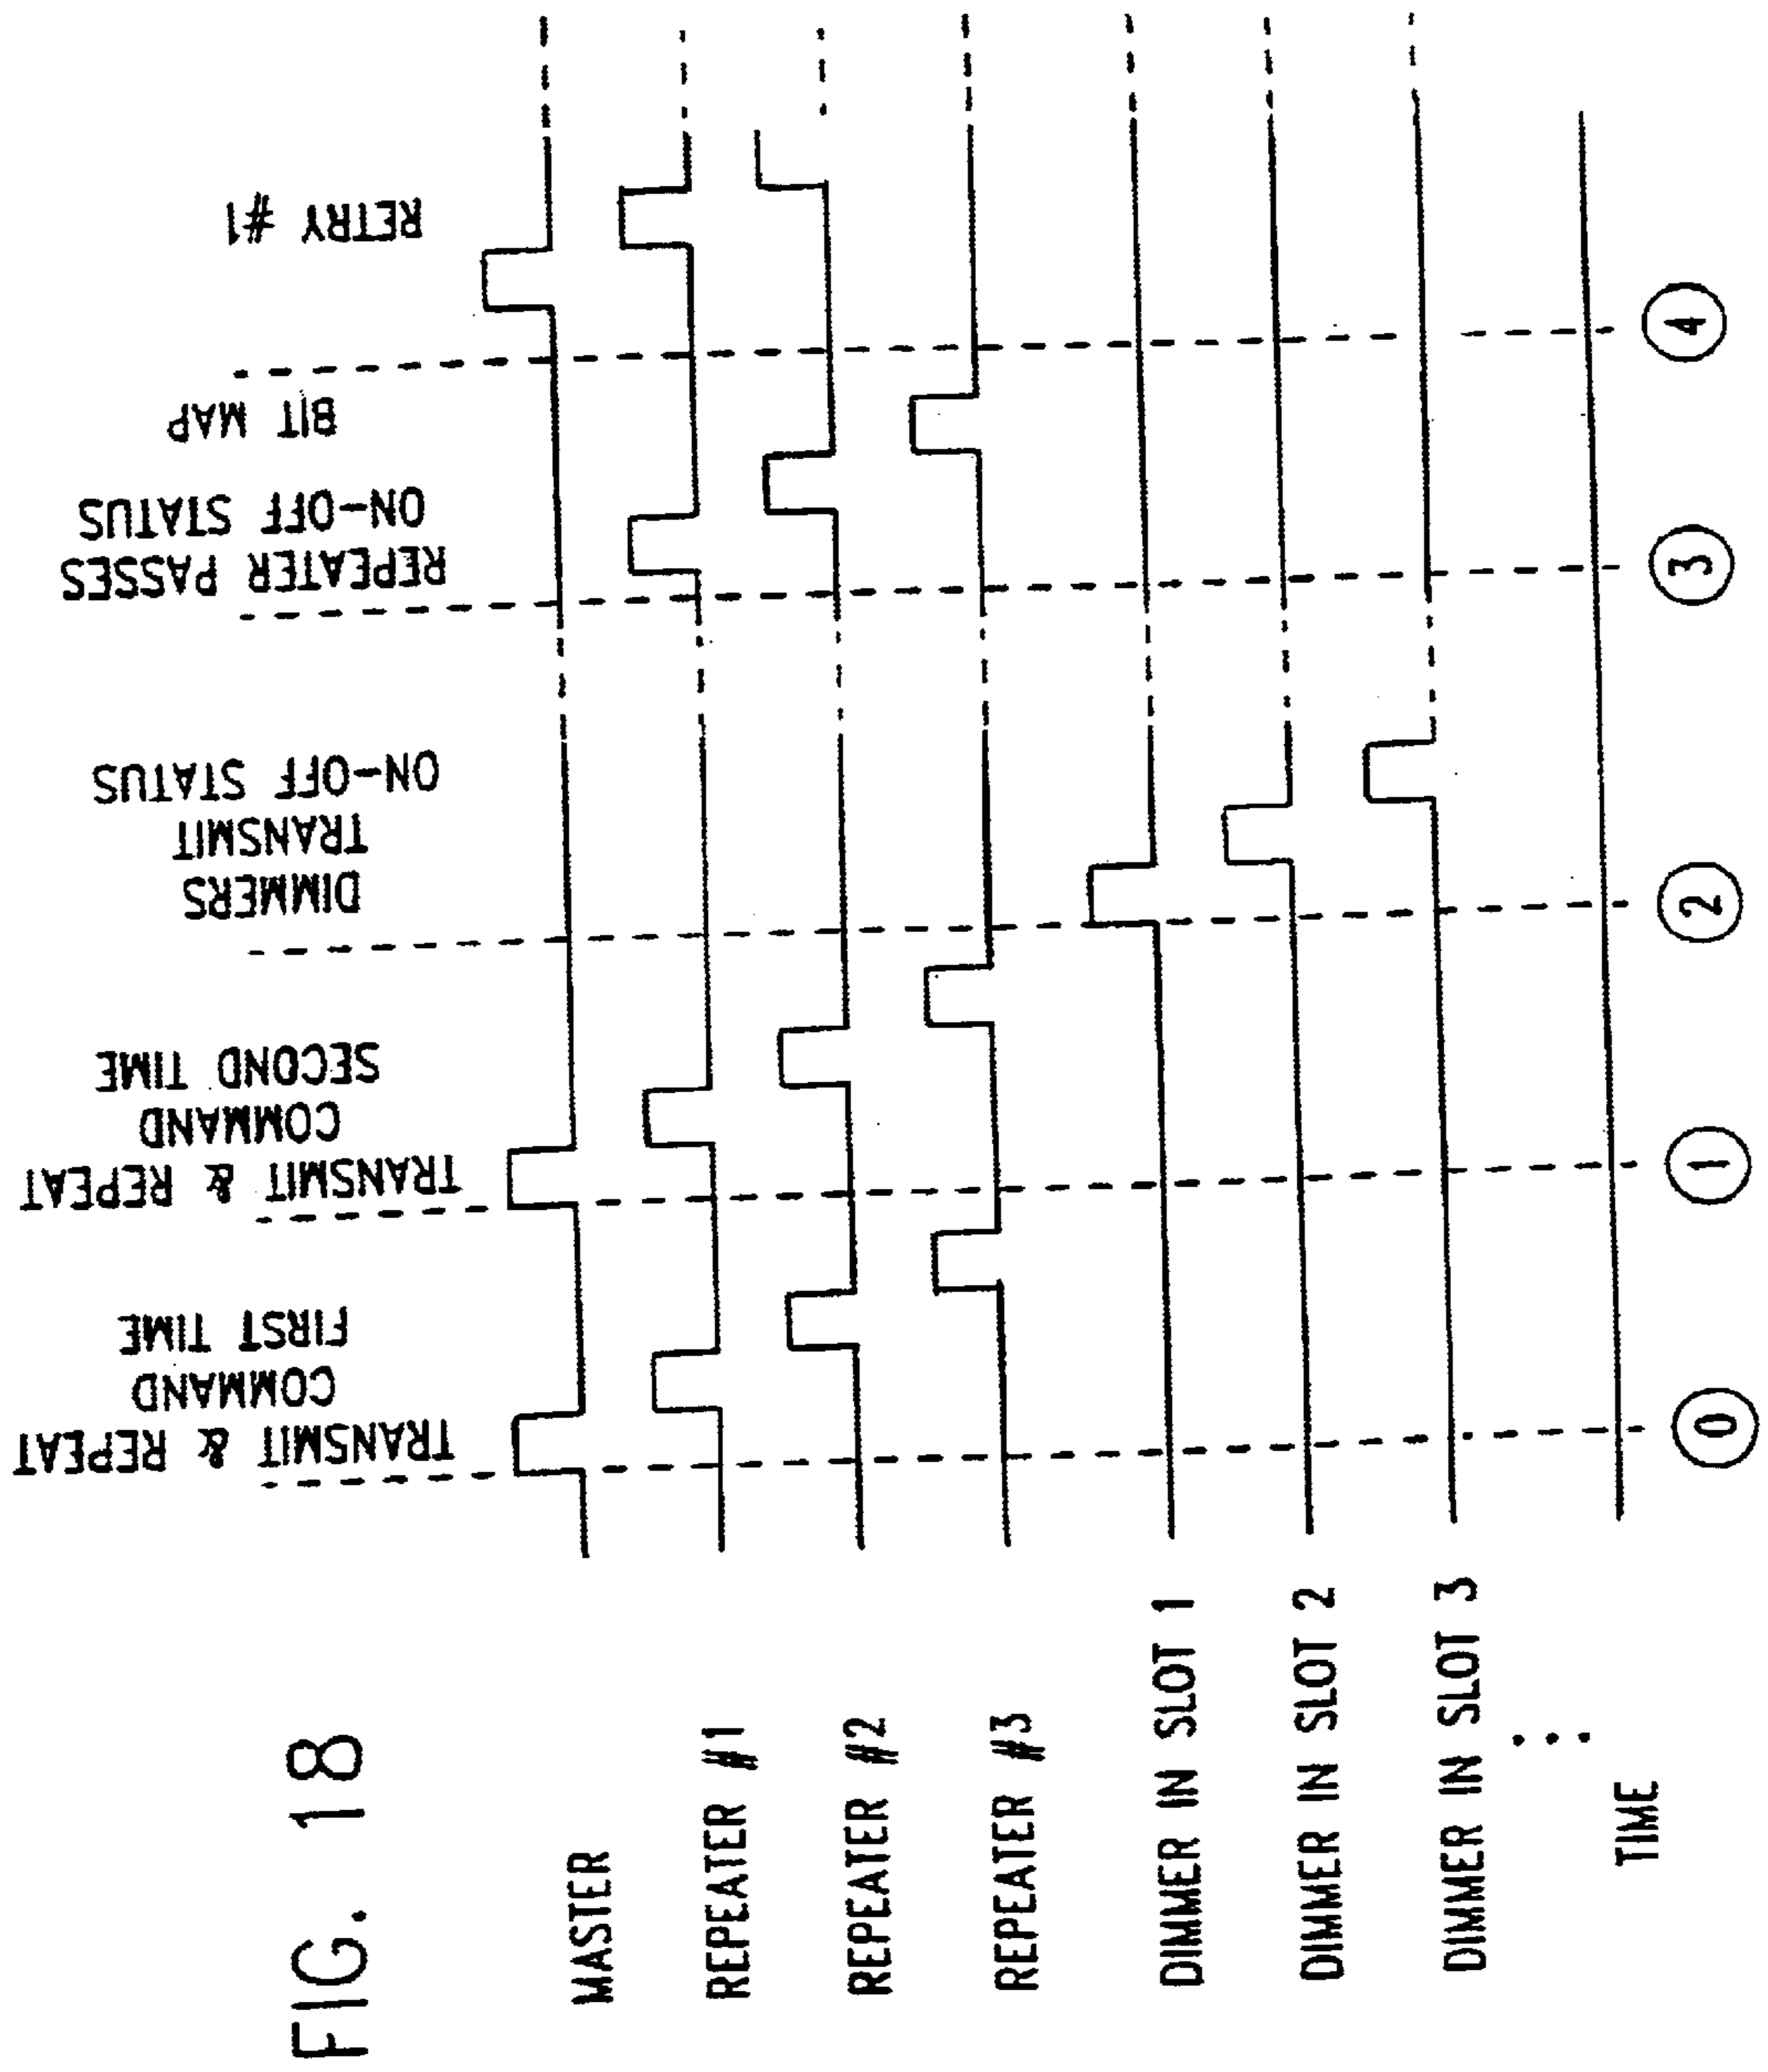 FIG. 18
TRANSMIT & REPEAT
COMMAND
FIRST TIME
TRANSMIT & REPEAT
COMMAND
SECOND TIME
DIMMERS
TRANSMIT
ON-OFF STATUS
REPEATER PASSES
ON-OFF STATUS
BIT MAP
RETRY #1
MASTER
REPEATER #1
REPEATER #2
REPEATER #3
DIMMER IN SLOT 1
DIMMER IN SLOT 2
DIMMER IN SLOT 3
TIME
0
1
2
3
4